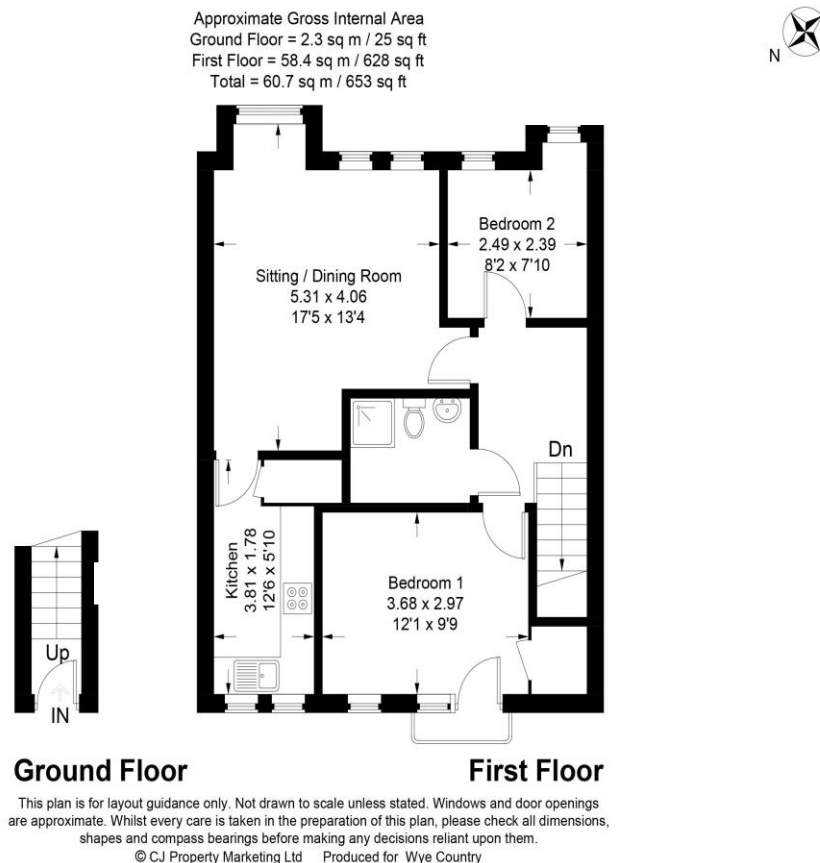 Approximate Gross Internal Area
Ground Floor = 2.3 sq m / 25 sq ft
First Floor = 58.4 sq m / 628 sq ft
Total = 60.7 sq m / 653 sq ft
N
Bedroom 2
2.49 x 2.39
8'2 x 7'10
Sitting / Dining Room
5.31 x 4.06
17'5 x 13'4
Dn
Kitchen
3.81 x 1.78
12'6 x 5'10
Bedroom 1
3.68 x 2.97
12'1 x 9'9
Up
IN
Ground Floor
First Floor
This plan is for layout guidance only. Not drawn to scale unless stated. Windows and door openings
are approximate. Whilst every care is taken in the preparation of this plan, please check all dimensions,
shapes and compass bearings before making any decisions reliant upon them.
© CJ Property Marketing Ltd Produced for Wye Country